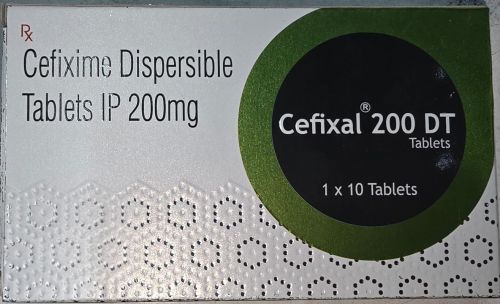 Rx
Cefixime Dispersible
Tablets IP 200mg
Cefixal® 200 DT
Tablets
1 x 10 Tablets